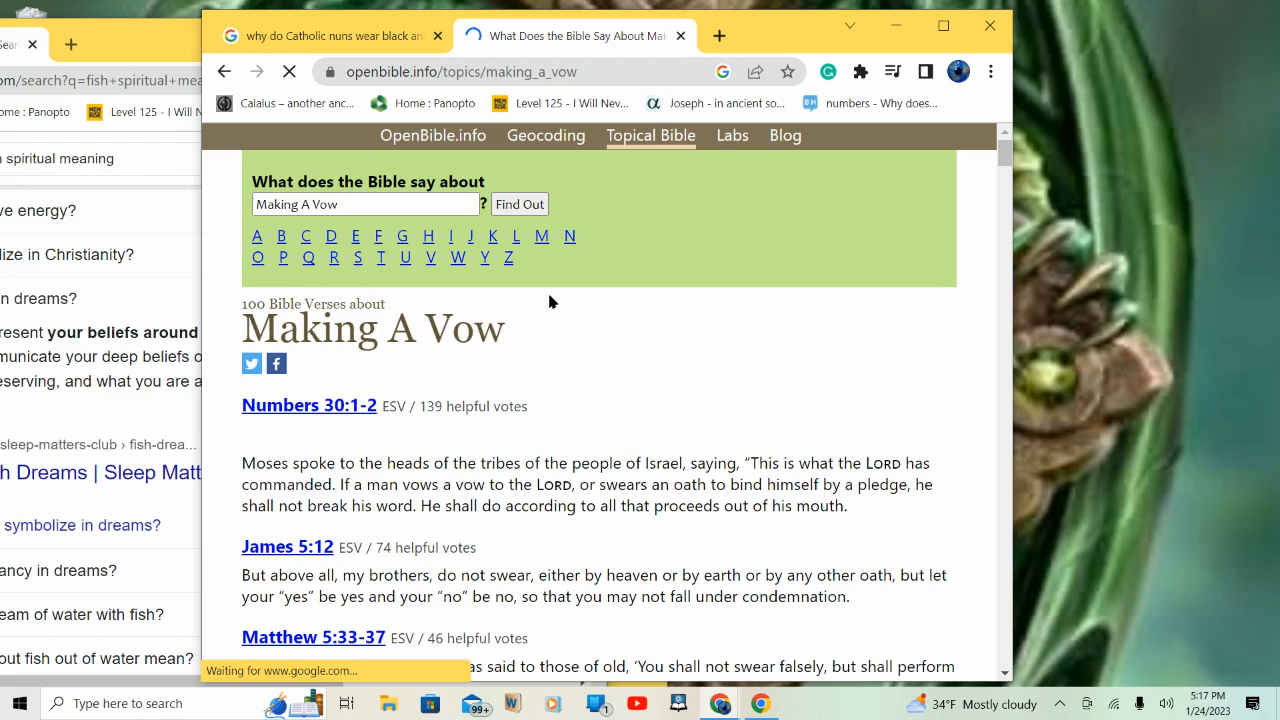 Sear
om/search?q=fish+spiritual+mea
ome : Panopto
Level 125 - I Will N
spiritual meaning
ve energy?
ize in Christianity?
in dreams?
resent your beliefs around
municate your deep beliefs o
eserving, and what you are a
sleep-matters-club › fish-drea...
h Dreams | Sleep Matt
symbolize in dreams?
ancy in dreams?
eam of water with fish?
out fish out of water mean?
why do Catholic nuns wear black an
What Does the Bible Say About Mak
openbible.info/topics/making_a_vow
Calalus – another anc...
Home : Panopto
Level 125 - I Will Nev...
Joseph - in ancient so...
numbers - Why does...
OpenBible.info
Geocoding
Topical Bible
Labs
Blog
What does the Bible say about
Making A Vow ? Find Out
A B C D E F G H I J K L M N
O P Q R S T U V W Y Z
100 Bible Verses about
Making A Vow
Numbers 30:1-2 ESV / 139 helpful votes
Moses spoke to the heads of the tribes of the people of Israel, saying, “This is what the LORD has
commanded. If a man vows a vow to the LORD, or swears an oath to bind himself by a pledge, he
shall not break his word. He shall do according to all that proceeds out of his mouth.
James 5:12 ESV / 74 helpful votes
But above all, my brothers, do not swear, either by heaven or by earth or by any other oath, but let
your “yes” be yes and your “no” be no, so that you may not fall under condemnation.
Matthew 5:33-37 ESV / 46 helpful votes
as said to those of old, ‘You shall not swear falsely, but shall perform
Waiting for www.google.com...
Type here to search
99+
1
34°F Mostly cloudy
5:17 PM
1/24/2023